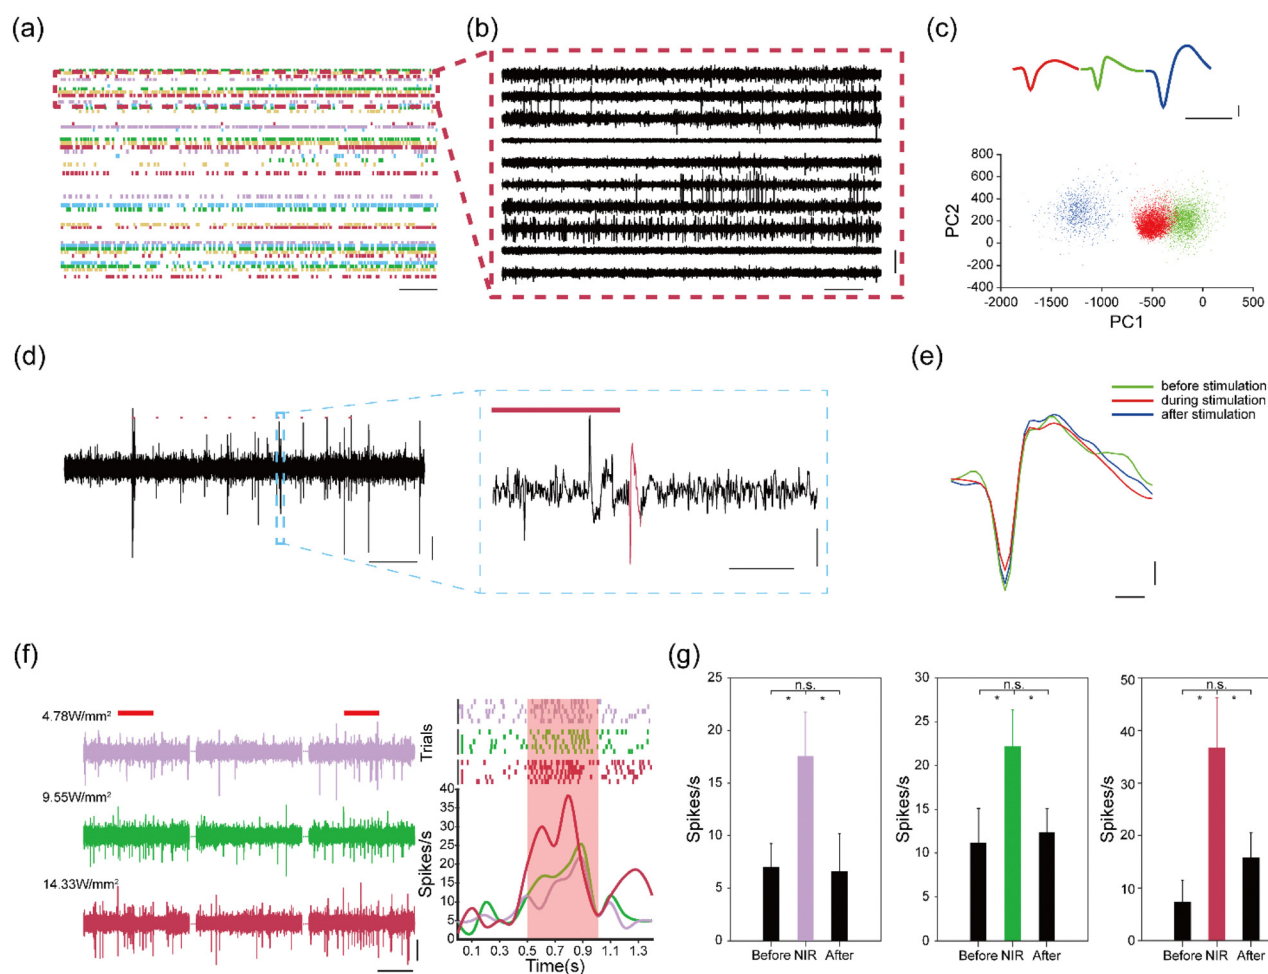 (a)
(b)
(c)
800
600
400
200
0
-200
-400
PC2
-2000 -1500 -1000 -500 0 500
PC1
(d)
(e)
before stimulation
during stimulation
after stimulation
(f)
4.78W/mm²
9.55W/mm²
14.33W/mm²
Trials
40
35
30
25
20
15
10
5
0
Spikes/s
0.1 0.3 0.5 0.7 0.9 1.1 1.3
Time(s)
(g)
25
20
15
10
5
0
Spikes/s
n.s.
* *
Before NIR After
30
25
20
15
10
5
0
Spikes/s
n.s.
* *
Before NIR After
50
40
30
20
10
0
Spikes/s
n.s.
* *
Before NIR After